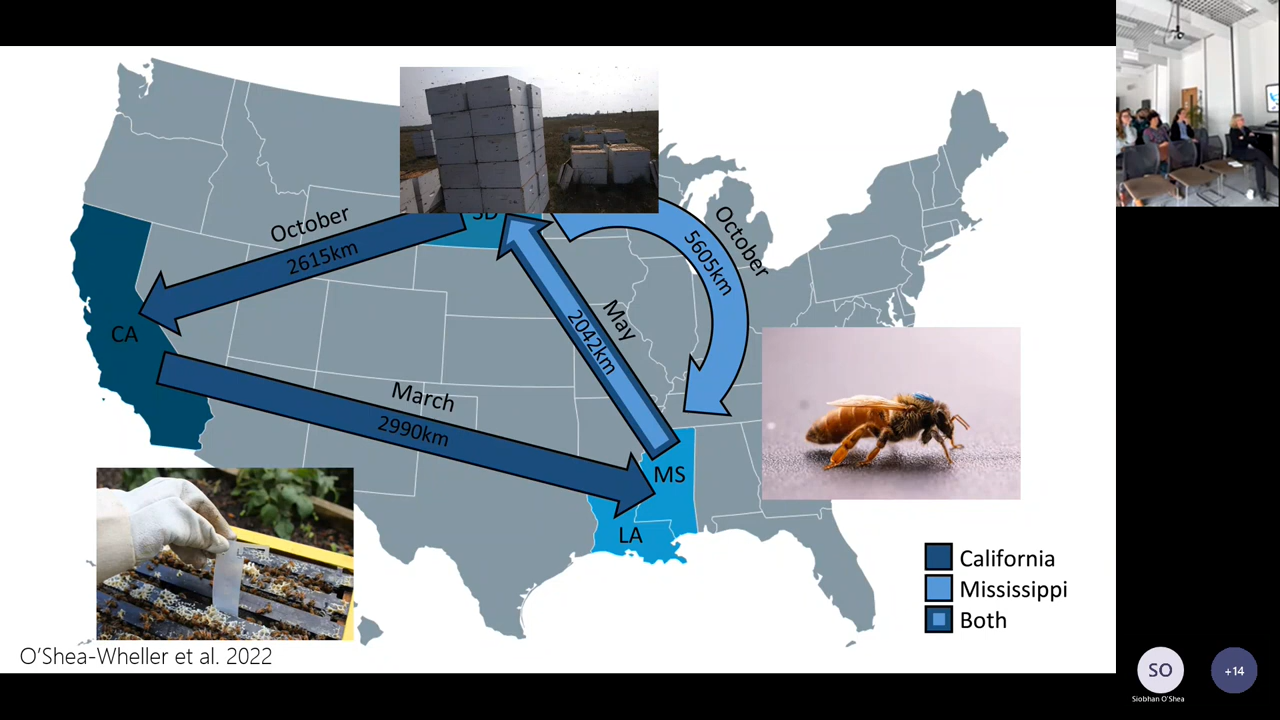 SD
October
2615km
October
5605km
May
2042km
CA
March
2990km
MS
LA
California
Mississippi
Both
O’Shea-Wheller et al. 2022
SO
Siobhan O'Shea
+14